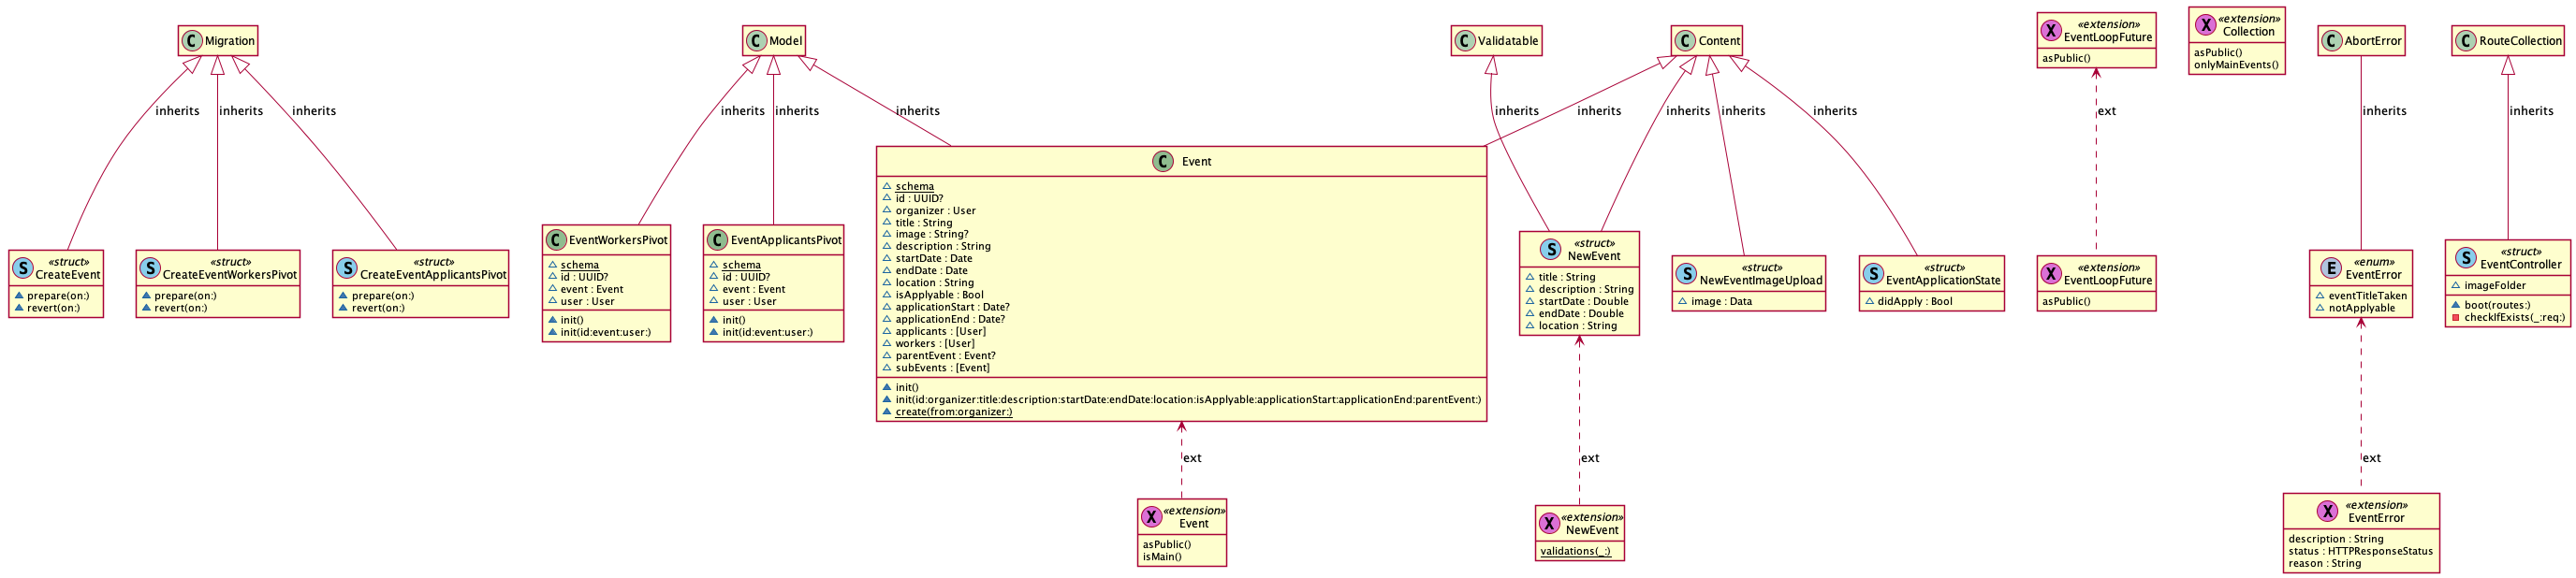 C Migration
C Model
C Validatable
C Content
X «extension»
EventLoopFuture
asPublic()
X «extension»
Collection
asPublic()
onlyMainEvents()
C AbortError
C RouteCollection
inherits
inherits
inherits
inherits
inherits
inherits
inherits
inherits
inherits
inherits
inherits
ext
inherits
inherits
S «struct»
CreateEvent
prepare(on:)
revert(on:)
S «struct»
CreateEventWorkersPivot
prepare(on:)
revert(on:)
S «struct»
CreateEventApplicantsPivot
prepare(on:)
revert(on:)
C EventWorkersPivot
schema
id : UUID?
event : Event
user : User
init()
init(id:event:user:)
C EventApplicantsPivot
schema
id : UUID?
event : Event
user : User
init()
init(id:event:user:)
C Event
schema
id : UUID?
organizer : User
title : String
image : String?
description : String
startDate : Date
endDate : Date
location : String
isApplyable : Bool
applicationStart : Date?
applicationEnd : Date?
applicants : [User]
workers : [User]
parentEvent : Event?
subEvents : [Event]
init()
init(id:organizer:title:description:startDate:endDate:location:isApplyable:applicationStart:applicationEnd:parentEvent:)
create(from:organizer:)
S «struct»
NewEvent
title : String
description : String
startDate : Double
endDate : Double
location : String
S «struct»
NewEventImageUpload
image : Data
S «struct»
EventApplicationState
didApply : Bool
X «extension»
EventLoopFuture
asPublic()
E «enum»
EventError
eventTitleTaken
notApplyable
S «struct»
EventController
imageFolder
boot(routes:)
checkIfExists(_:req:)
ext
ext
ext
X «extension»
Event
asPublic()
isMain()
X «extension»
NewEvent
validations(_:)
X «extension»
EventError
description : String
status : HTTPResponseStatus
reason : String